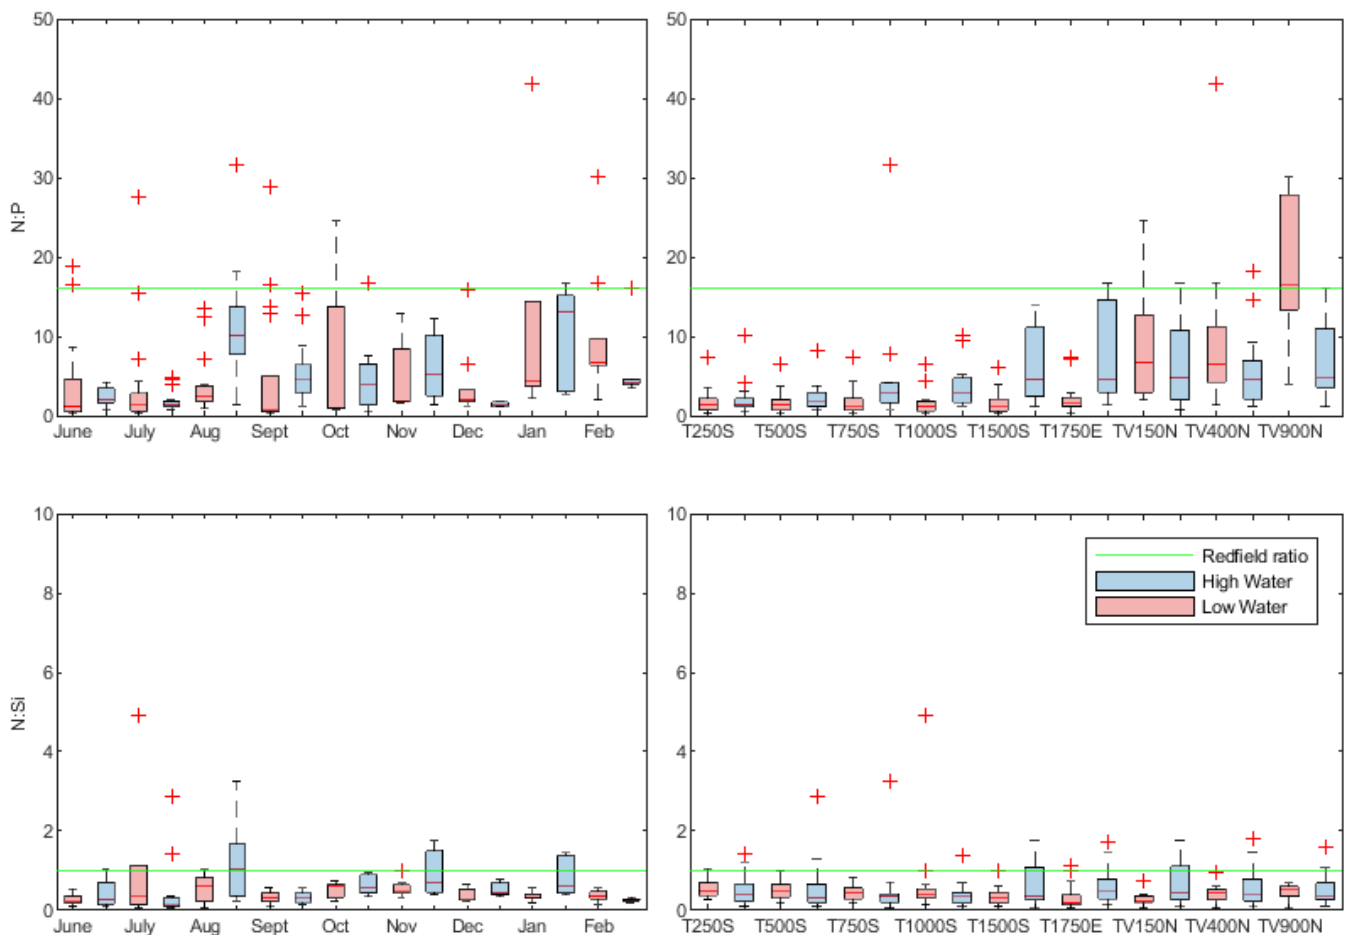 50
40
30
20
10
0
N:P
June July Aug Sept Oct Nov Dec Jan Feb
50
40
30
20
10
0
T250S T500S T750S T1000S T1500S T1750E TV150N TV400N TV900N
10
8
6
4
2
0
N:Si
June July Aug Sept Oct Nov Dec Jan Feb
10
8
6
4
2
0
Redfield ratio
High Water
Low Water
T250S T500S T750S T1000S T1500S T1750E TV150N TV400N TV900N